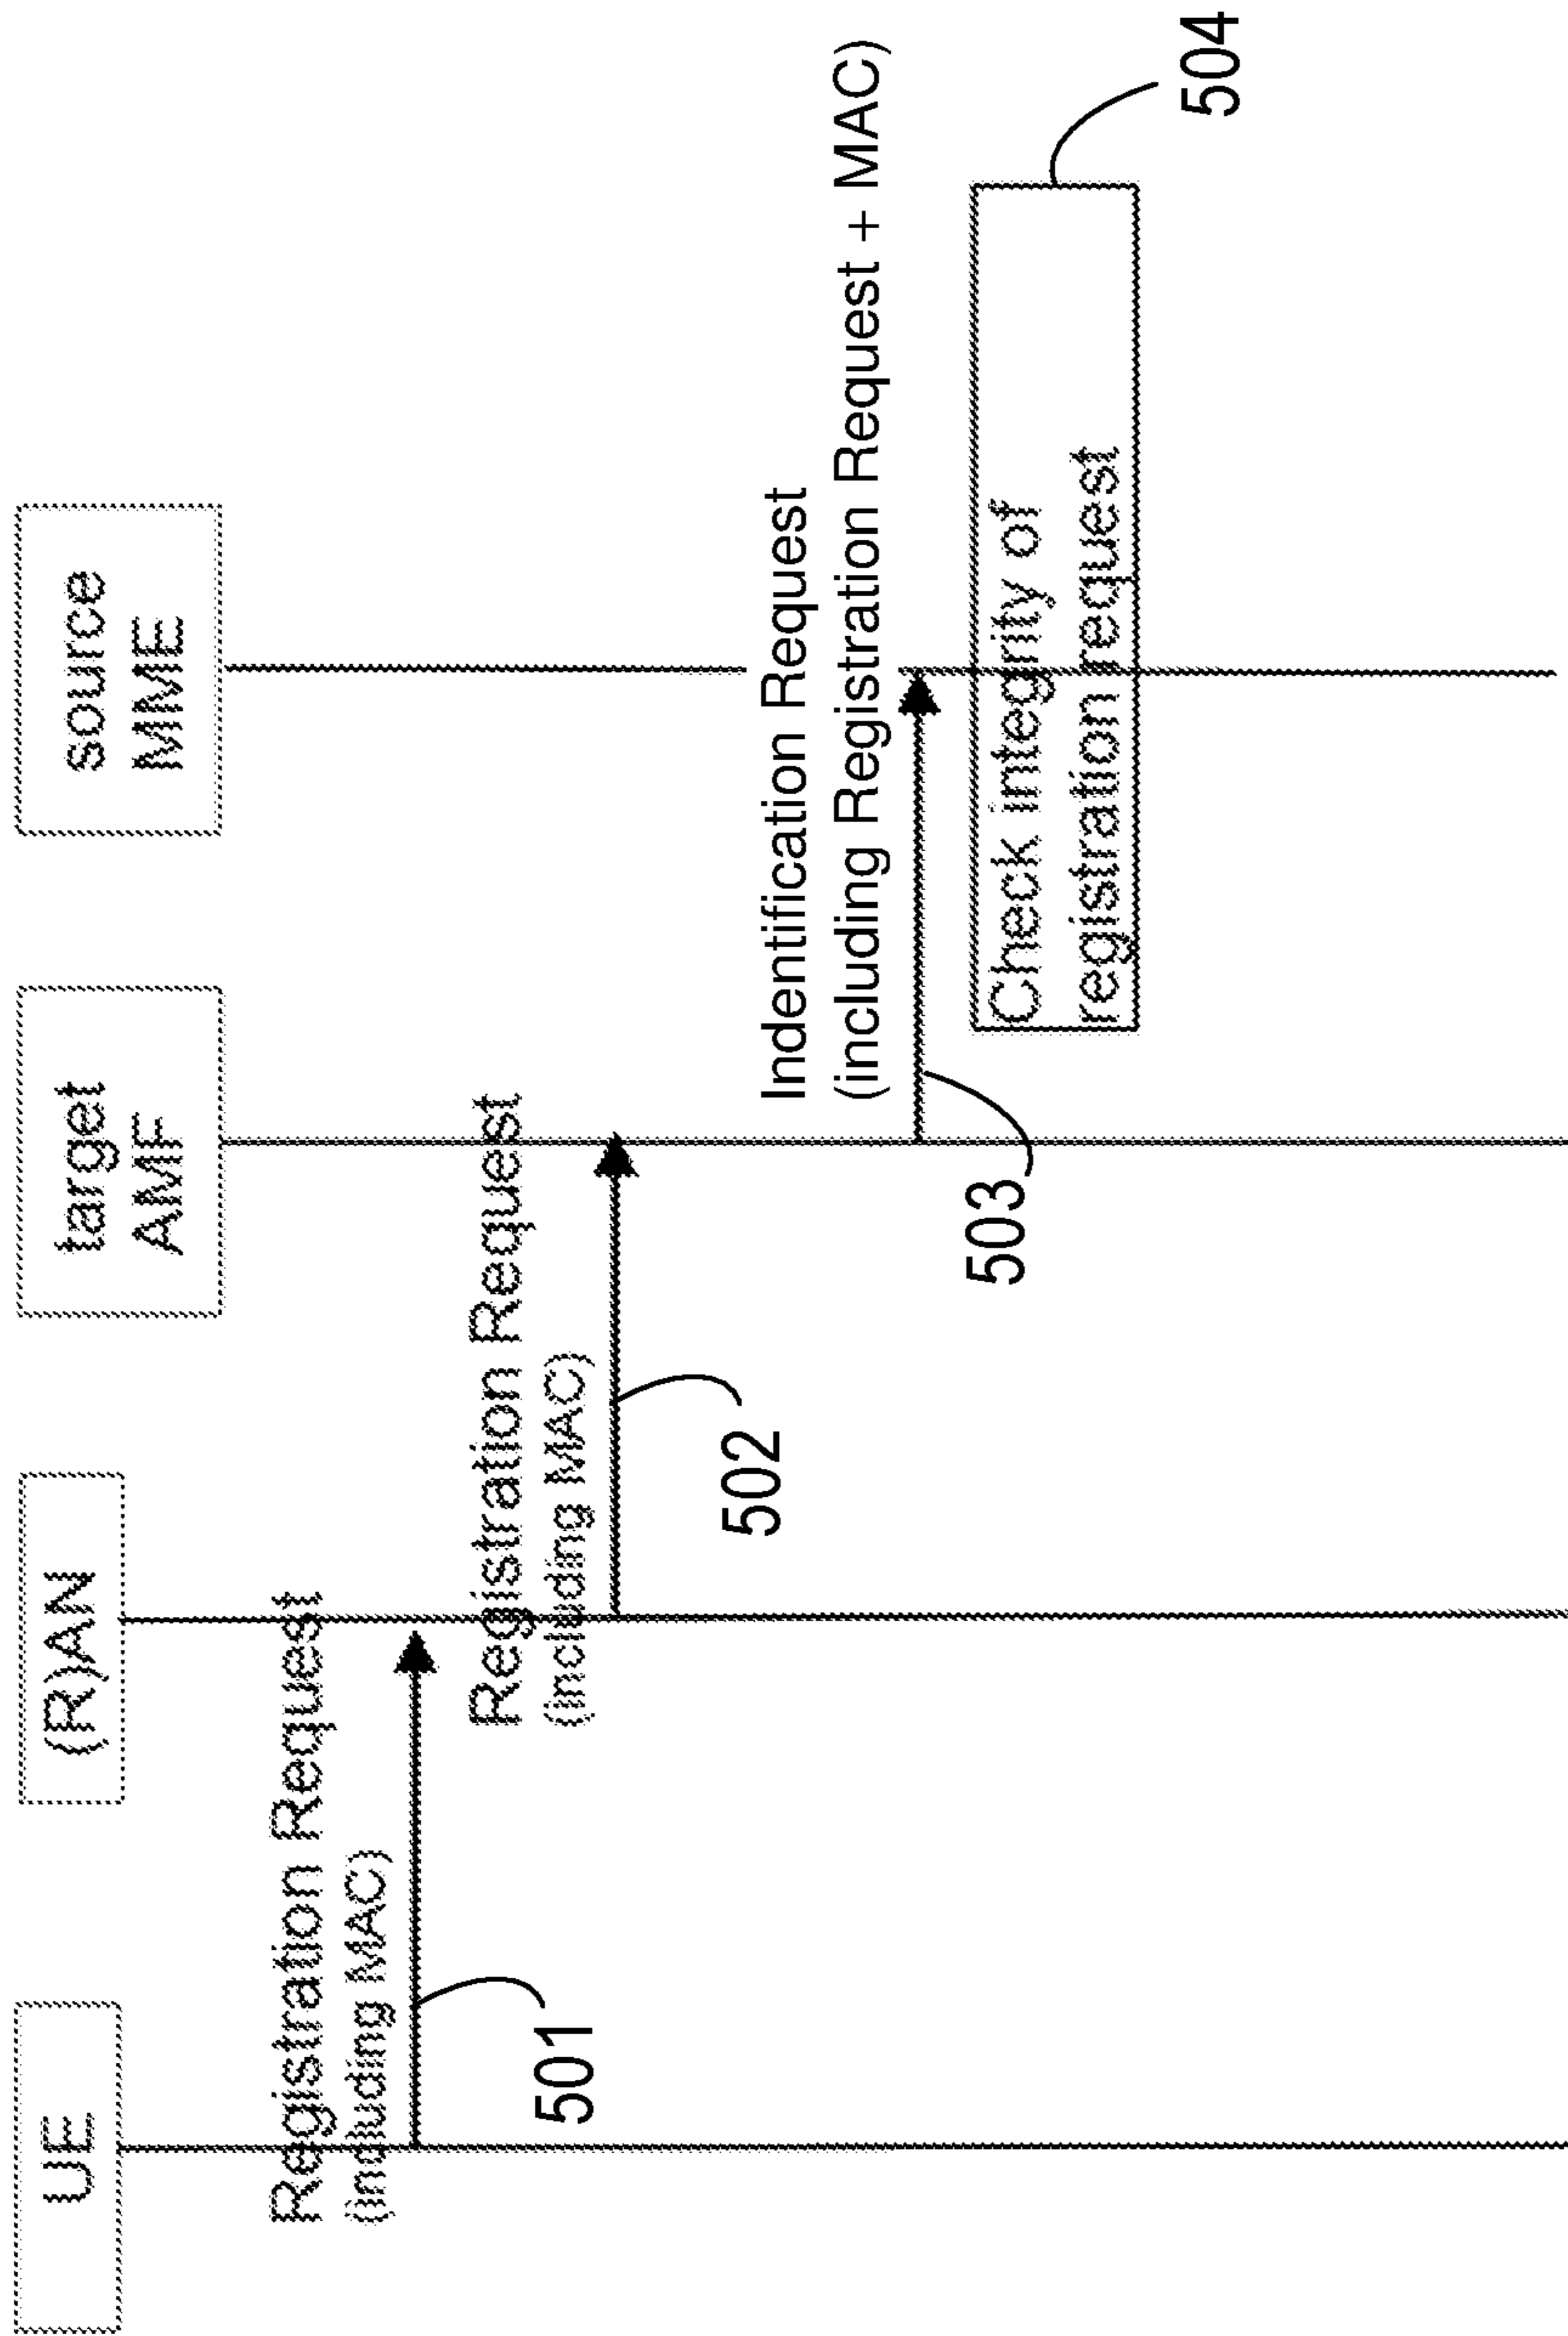 UE
(R)AN
target
AMF
source
MME
Registration Request
(including MAC)
501
Registration Request
(including MAC)
502
Indentification Request
(including Registration Request + MAC)
503
Check integrity of
registration request
504